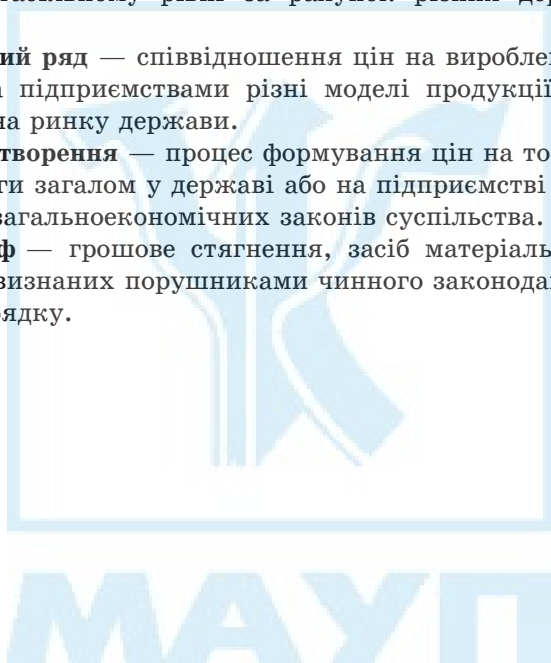 ий ряд — співвідношення цін на вироблен
підприємствами різні моделі продукції
на ринку держави.
творення — процес формування цін на то
ги загалом у державі або на підприємстві
загальноекономічних законів суспільства.
ф — грошове стягнення, засіб матеріаль
визнаних порушниками чинного законода
рядку.
МАУП